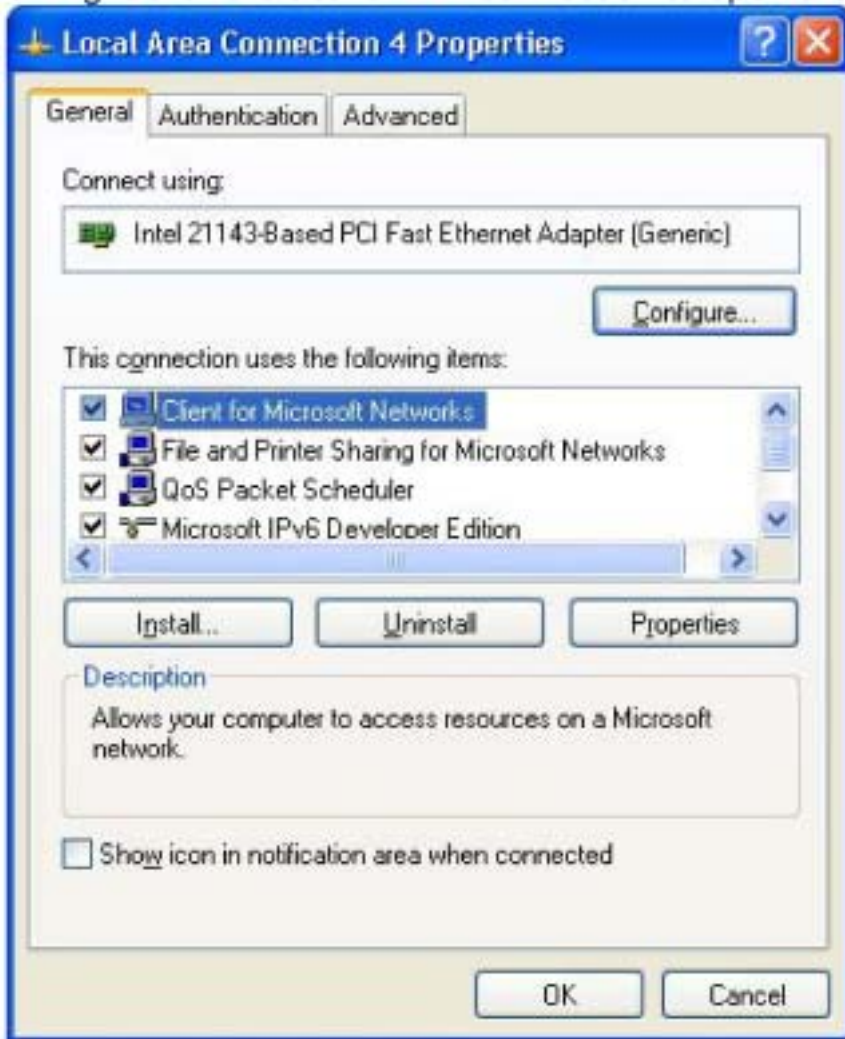 Local Area Connection 4 Properties
General Authentication Advanced
Connect using:
Intel 21143-Based PCI Fast Ethernet Adapter (Generic)
Configure...
This connection uses the following items:
Client for Microsoft Networks
File and Printer Sharing for Microsoft Networks
QoS Packet Scheduler
Microsoft IPv6 Developer Edition
Install... Uninstall Properties
Description
Allows your computer to access resources on a Microsoft
network.
Show icon in notification area when connected
OK Cancel